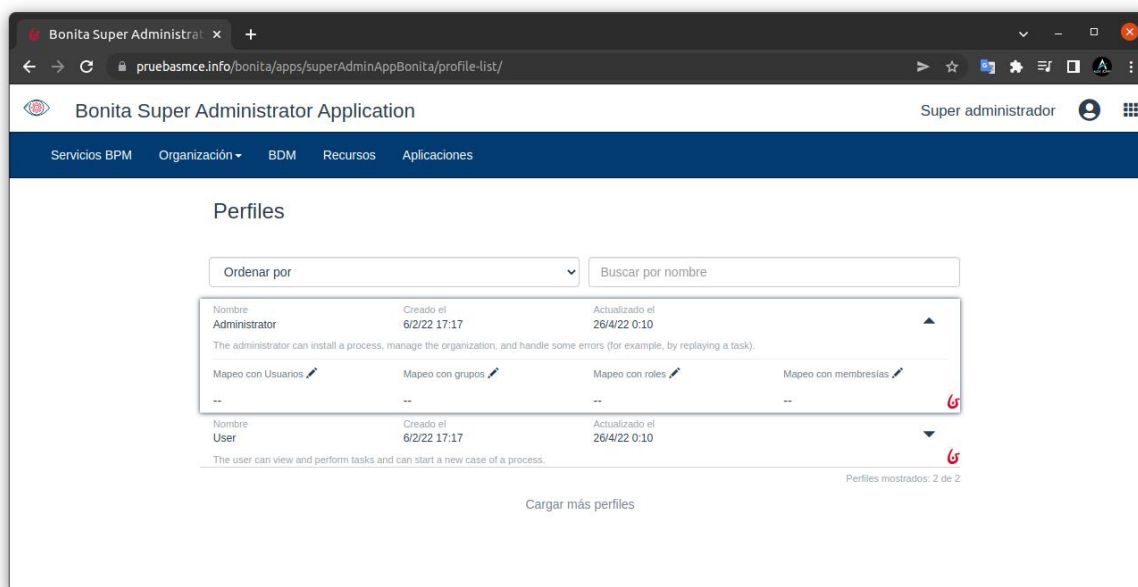 Bonita Super Administrat
pruebasmce.info/bonita/apps/superAdminAppBonita/profile-list/
Bonita Super Administrator Application
Super administrador
Servicios BPM Organización BDM Recursos Aplicaciones
Perfiles
Ordenar por Buscar por nombre
Nombre Creado el Actualizado el
Administrator 6/2/22 17:17 26/4/22 0:10
The administrator can install a process, manage the organization, and handle some errors (for example, by replaying a task).
Mapeo con Usuarios Mapeo con grupos Mapeo con roles Mapeo con membresías
-- -- -- --
Nombre Creado el Actualizado el
User 6/2/22 17:17 26/4/22 0:10
The user can view and perform tasks and can start a new case of a process.
Perfiles mostrados: 2 de 2
Cargar más perfiles